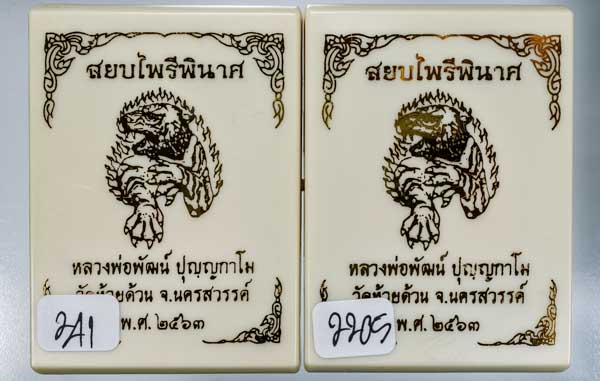 สยบไพรีพินาศ
หลวงพ่อพัฒน์ ปุญฺญกาโม
วัดห้วยด้วน จ.นครสวรรค์
พ.ศ. ๒๕๖๓
241
สยบไพรีพินาศ
หลวงพ่อพัฒน์ ปุญฺญกาโม
วัดห้วยด้วน จ.นครสวรรค์
พ.ศ. ๒๕๖๓
2205